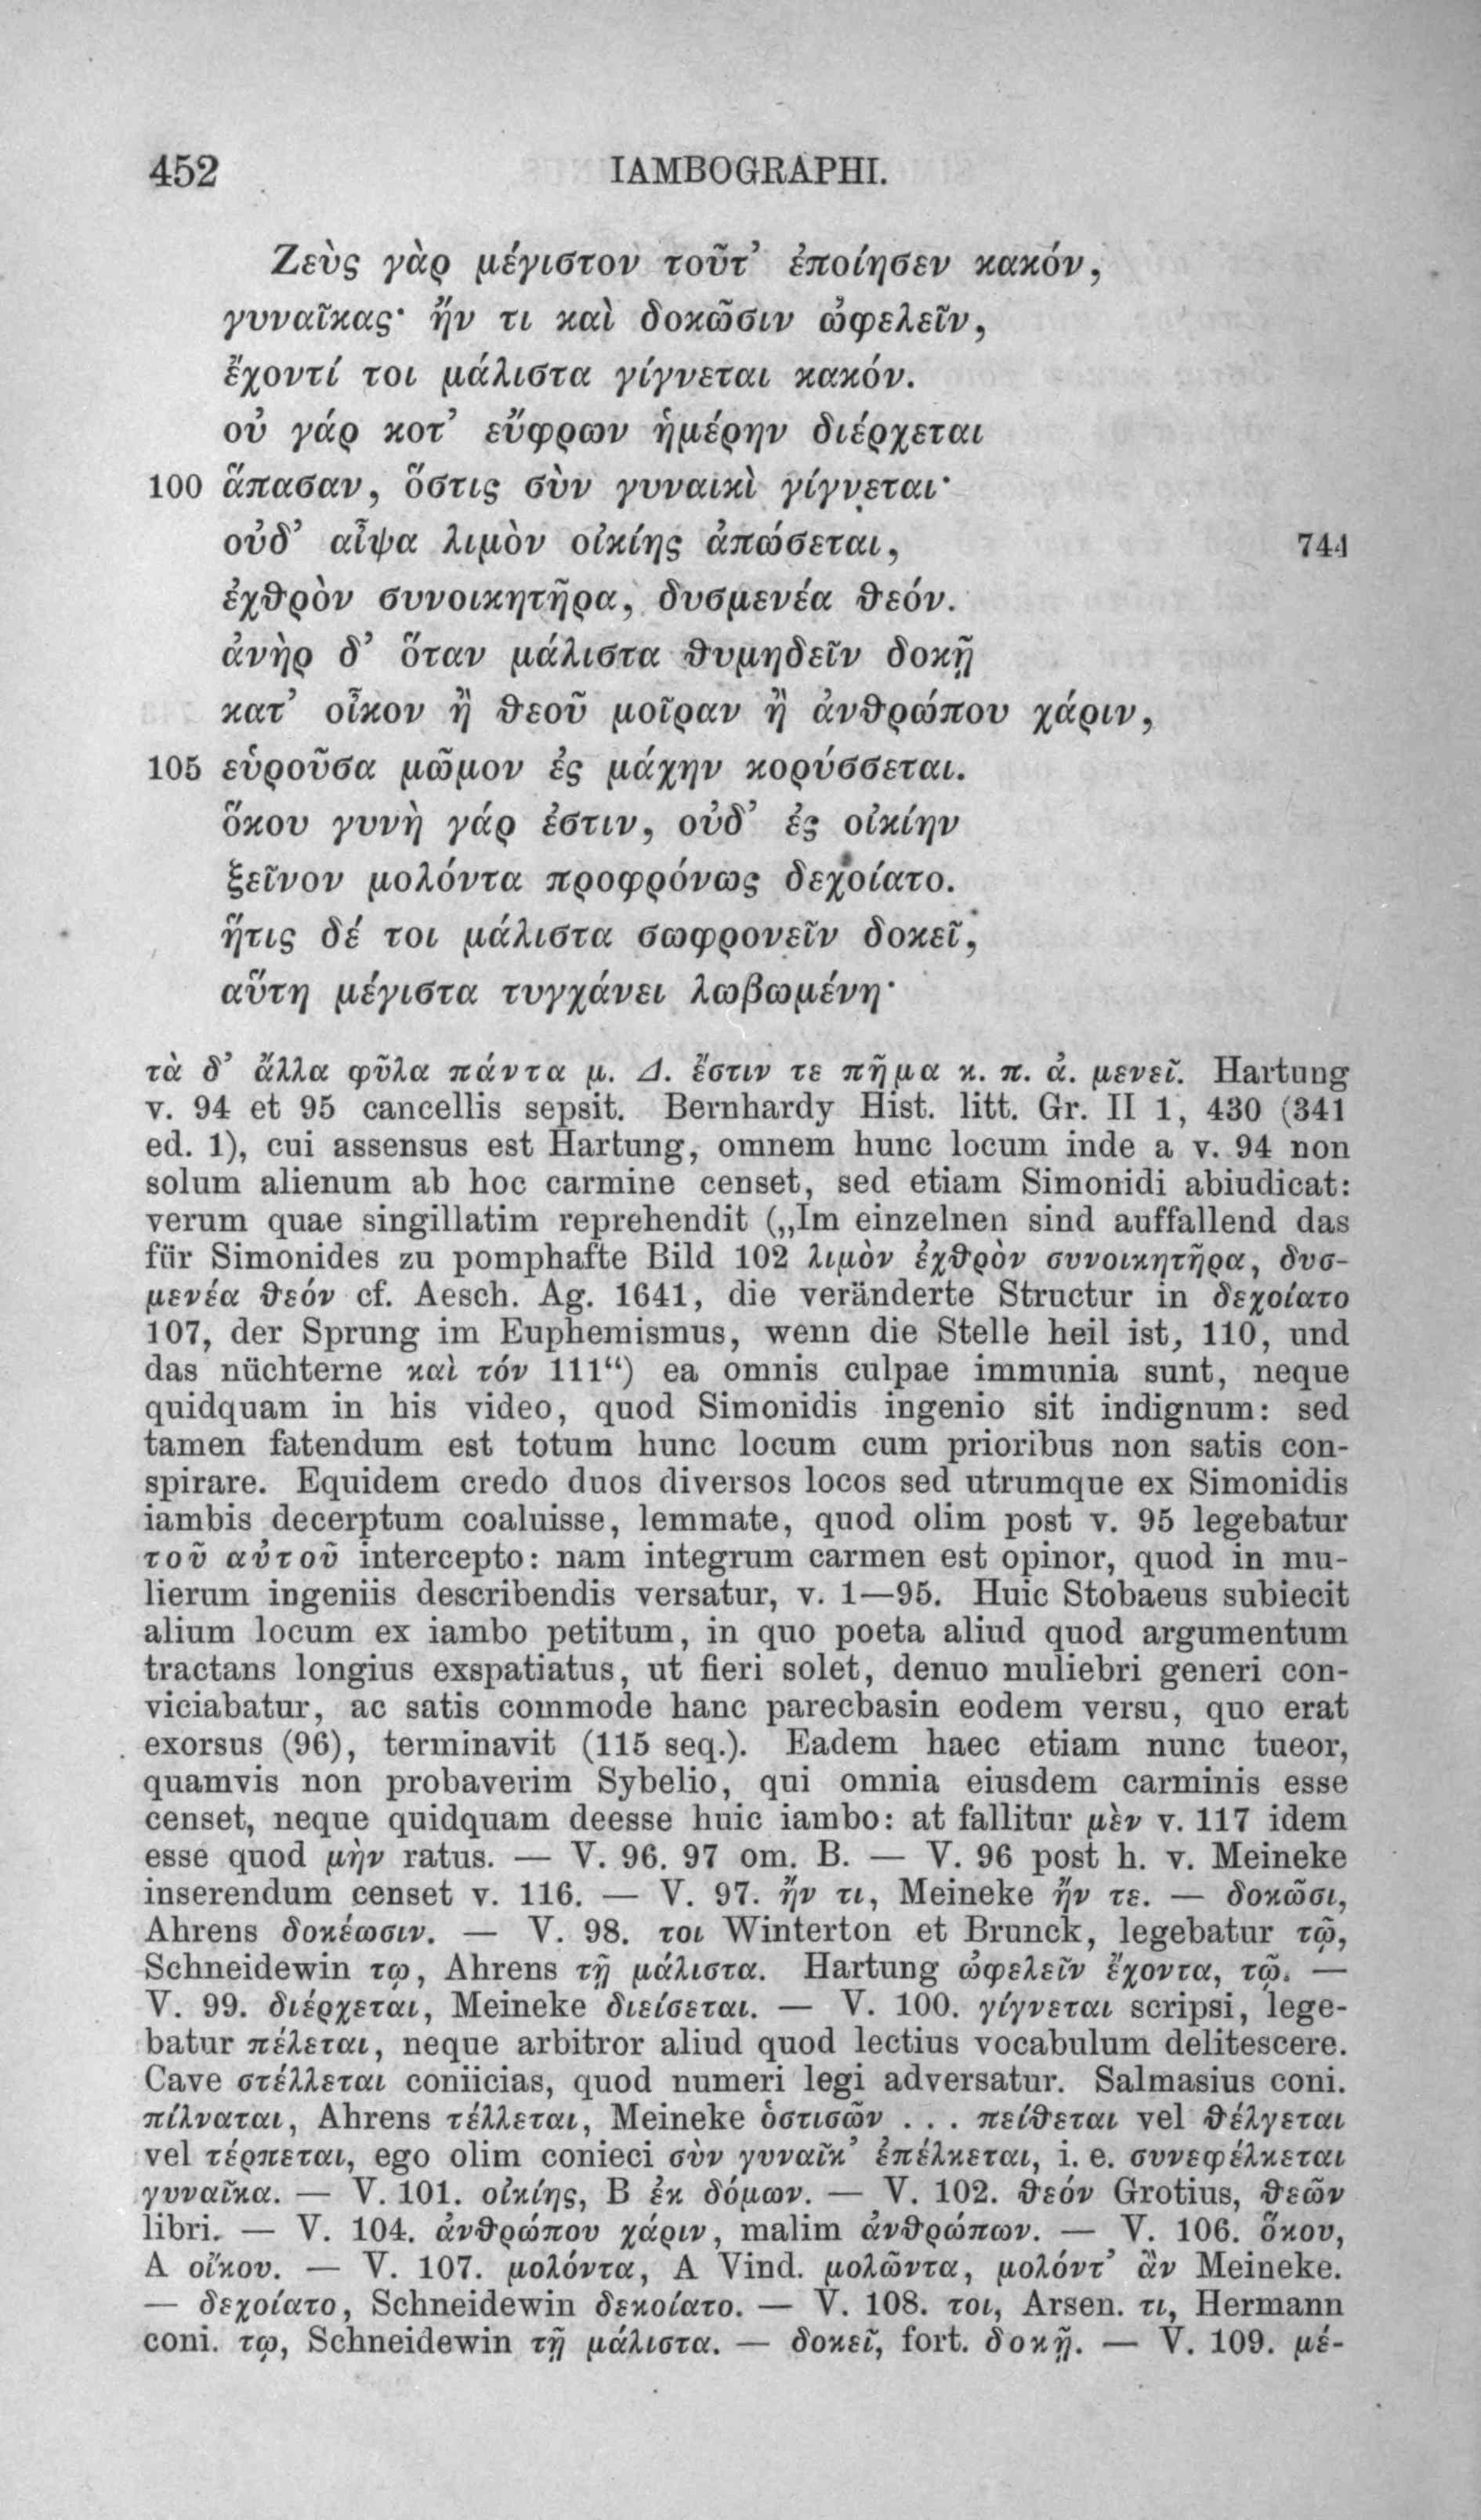 452 IAMBOGRAPHI.
Ζεὺς γὰρ μέγιστον τοῦτ’ ἐποίησεν κακόν,
γυναῖκας· ἤν τι καὶ δοκῶσιν ὠφελεῖν,
ἔχοντί τοι μάλιστα γίγνεται κακόν.
οὐ γάρ κοτ’ εὔφρων ἡμέρην διέρχεται
100 ἅπασαν, ὅστις σὺν γυναικὶ γίγνεται·
οὐδ’ αἶψα λιμὸν οἰκίης ἀπώσεται, 744
ἐχθρὸν συνοικητῆρα, δυσμενέα θεόν.
ἀνὴρ δ’ ὅταν μάλιστα θυμηδεῖν δοκῇ
κατ’ οἶκον ἢ θεοῦ μοῖραν ἢ ἀνθρώπου χάριν,
105 εὑροῦσα μῶμον ἐς μάχην κορύσσεται.
ὅκου γυνὴ γάρ ἐστιν, οὐδ’ ἐς οἰκίην
ξεῖνον μολόντα προφρόνως δεχοίατο.
ἥτις δέ τοι μάλιστα σωφρονεῖν δοκεῖ,
αὕτη μέγιστα τυγχάνει λωβωμένη·
τὰ δ’ ἄλλα φῦλα πάντα μ. Δ. ἔστιν τε πῆμα κ. π. ἀ. μενεῖ. Hartung
v. 94 et 95 cancellis sepsit. Bernhardy Hist. litt. Gr. II 1, 430 (341
ed. 1), cui assensus est Hartung, omnem hunc locum inde a v. 94 non
solum alienum ab hoc carmine censet, sed etiam Simonidi abiudicat:
verum quae singillatim reprehendit („Im einzelnen sind auffallend das
für Simonides zu pomphafte Bild 102 λιμὸν ἐχθρὸν συνοικητῆρα, δυσ-
μενέα θεόν cf. Aesch. Ag. 1641, die veränderte Structur in δεχοίατο
107, der Sprung im Euphemismus, wenn die Stelle heil ist, 110, und
das nüchterne καὶ τόν 111“) ea omnis culpae immunia sunt, neque
quidquam in his video, quod Simonidis ingenio sit indignum: sed
tamen fatendum est totum hunc locum cum prioribus non satis con-
spirare. Equidem credo duos diversos locos sed utrumque ex Simonidis
iambis decerptum coaluisse, lemmate, quod olim post v. 95 legebatur
τοῦ αὐτοῦ intercepto: nam integrum carmen est opinor, quod in mu-
lierum ingeniis describendis versatur, v. 1—95. Huic Stobaeus subiecit
alium locum ex iambo petitum, in quo poeta aliud quod argumentum
tractans longius exspatiatus, ut fieri solet, denuo muliebri generi con-
viciabatur, ac satis commode hanc parecbasin eodem versu, quo erat
exorsus (96), terminavit (115 seq.). Eadem haec etiam nunc tueor,
quamvis non probaverim Sybelio, qui omnia eiusdem carminis esse
censet, neque quidquam deesse huic iambo: at fallitur μὲν v. 117 idem
esse quod μὴν ratus. — V. 96. 97 om. B. — V. 96 post h. v. Meineke
inserendum censet v. 116. — V. 97. ἤν τι, Meineke ἤν τε. — δοκῶσι,
Ahrens δοκέωσιν. — V. 98. τοι Winterton et Brunck, legebatur τῷ,
Schneidewin τῳ, Ahrens τῇ μάλιστα. Hartung ὠφελεῖν ἔχοντα, τῷ. —
V. 99. διέρχεται, Meineke διείσεται. — V. 100. γίγνεται scripsi, lege-
batur πέλεται, neque arbitror aliud quod lectius vocabulum delitescere.
Cave στέλλεται coniicias, quod numeri legi adversatur. Salmasius coni.
πίλναται, Ahrens τέλλεται, Meineke ὁστισῶν . . . πείθεται vel θέλγεται
vel τέρπεται, ego olim conieci σὺν γυναῖκ’ ἐπέλκεται, i. e. συνεφέλκεται
γυναῖκα. — V. 101. οἰκίης, B ἐκ δόμων. — V. 102. θεόν Grotius, θεῶν
libri. — V. 104. ἀνθρώπου χάριν, malim ἀνθρώπων. — V. 106. ὅκου,
A οἴκου. — V. 107. μολόντα, A Vind. μολῶντα, μολόντ’ ἂν Meineke.
— δεχοίατο, Schneidewin δεκοίατο. — V. 108. τοι, Arsen. τι, Hermann
coni. τῳ, Schneidewin τῇ μάλιστα. — δοκεῖ, fort. δοκῇ. — V. 109. μέ-